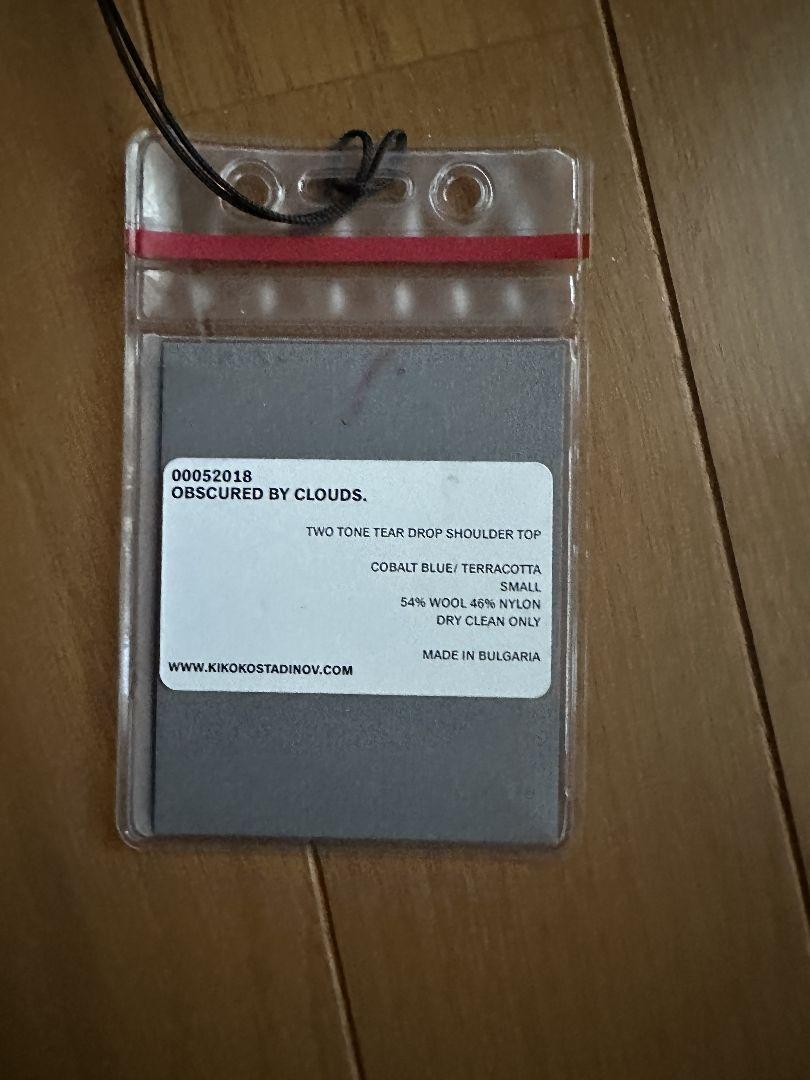 00052018
OBSCURED BY CLOUDS.
TWO TONE TEAR DROP SHOULDER TOP
COBALT BLUE/ TERRACOTTA
SMALL
54% WOOL 46% NYLON
DRY CLEAN ONLY
MADE IN BULGARIA
WWW.KIKOKOSTADINOV.COM